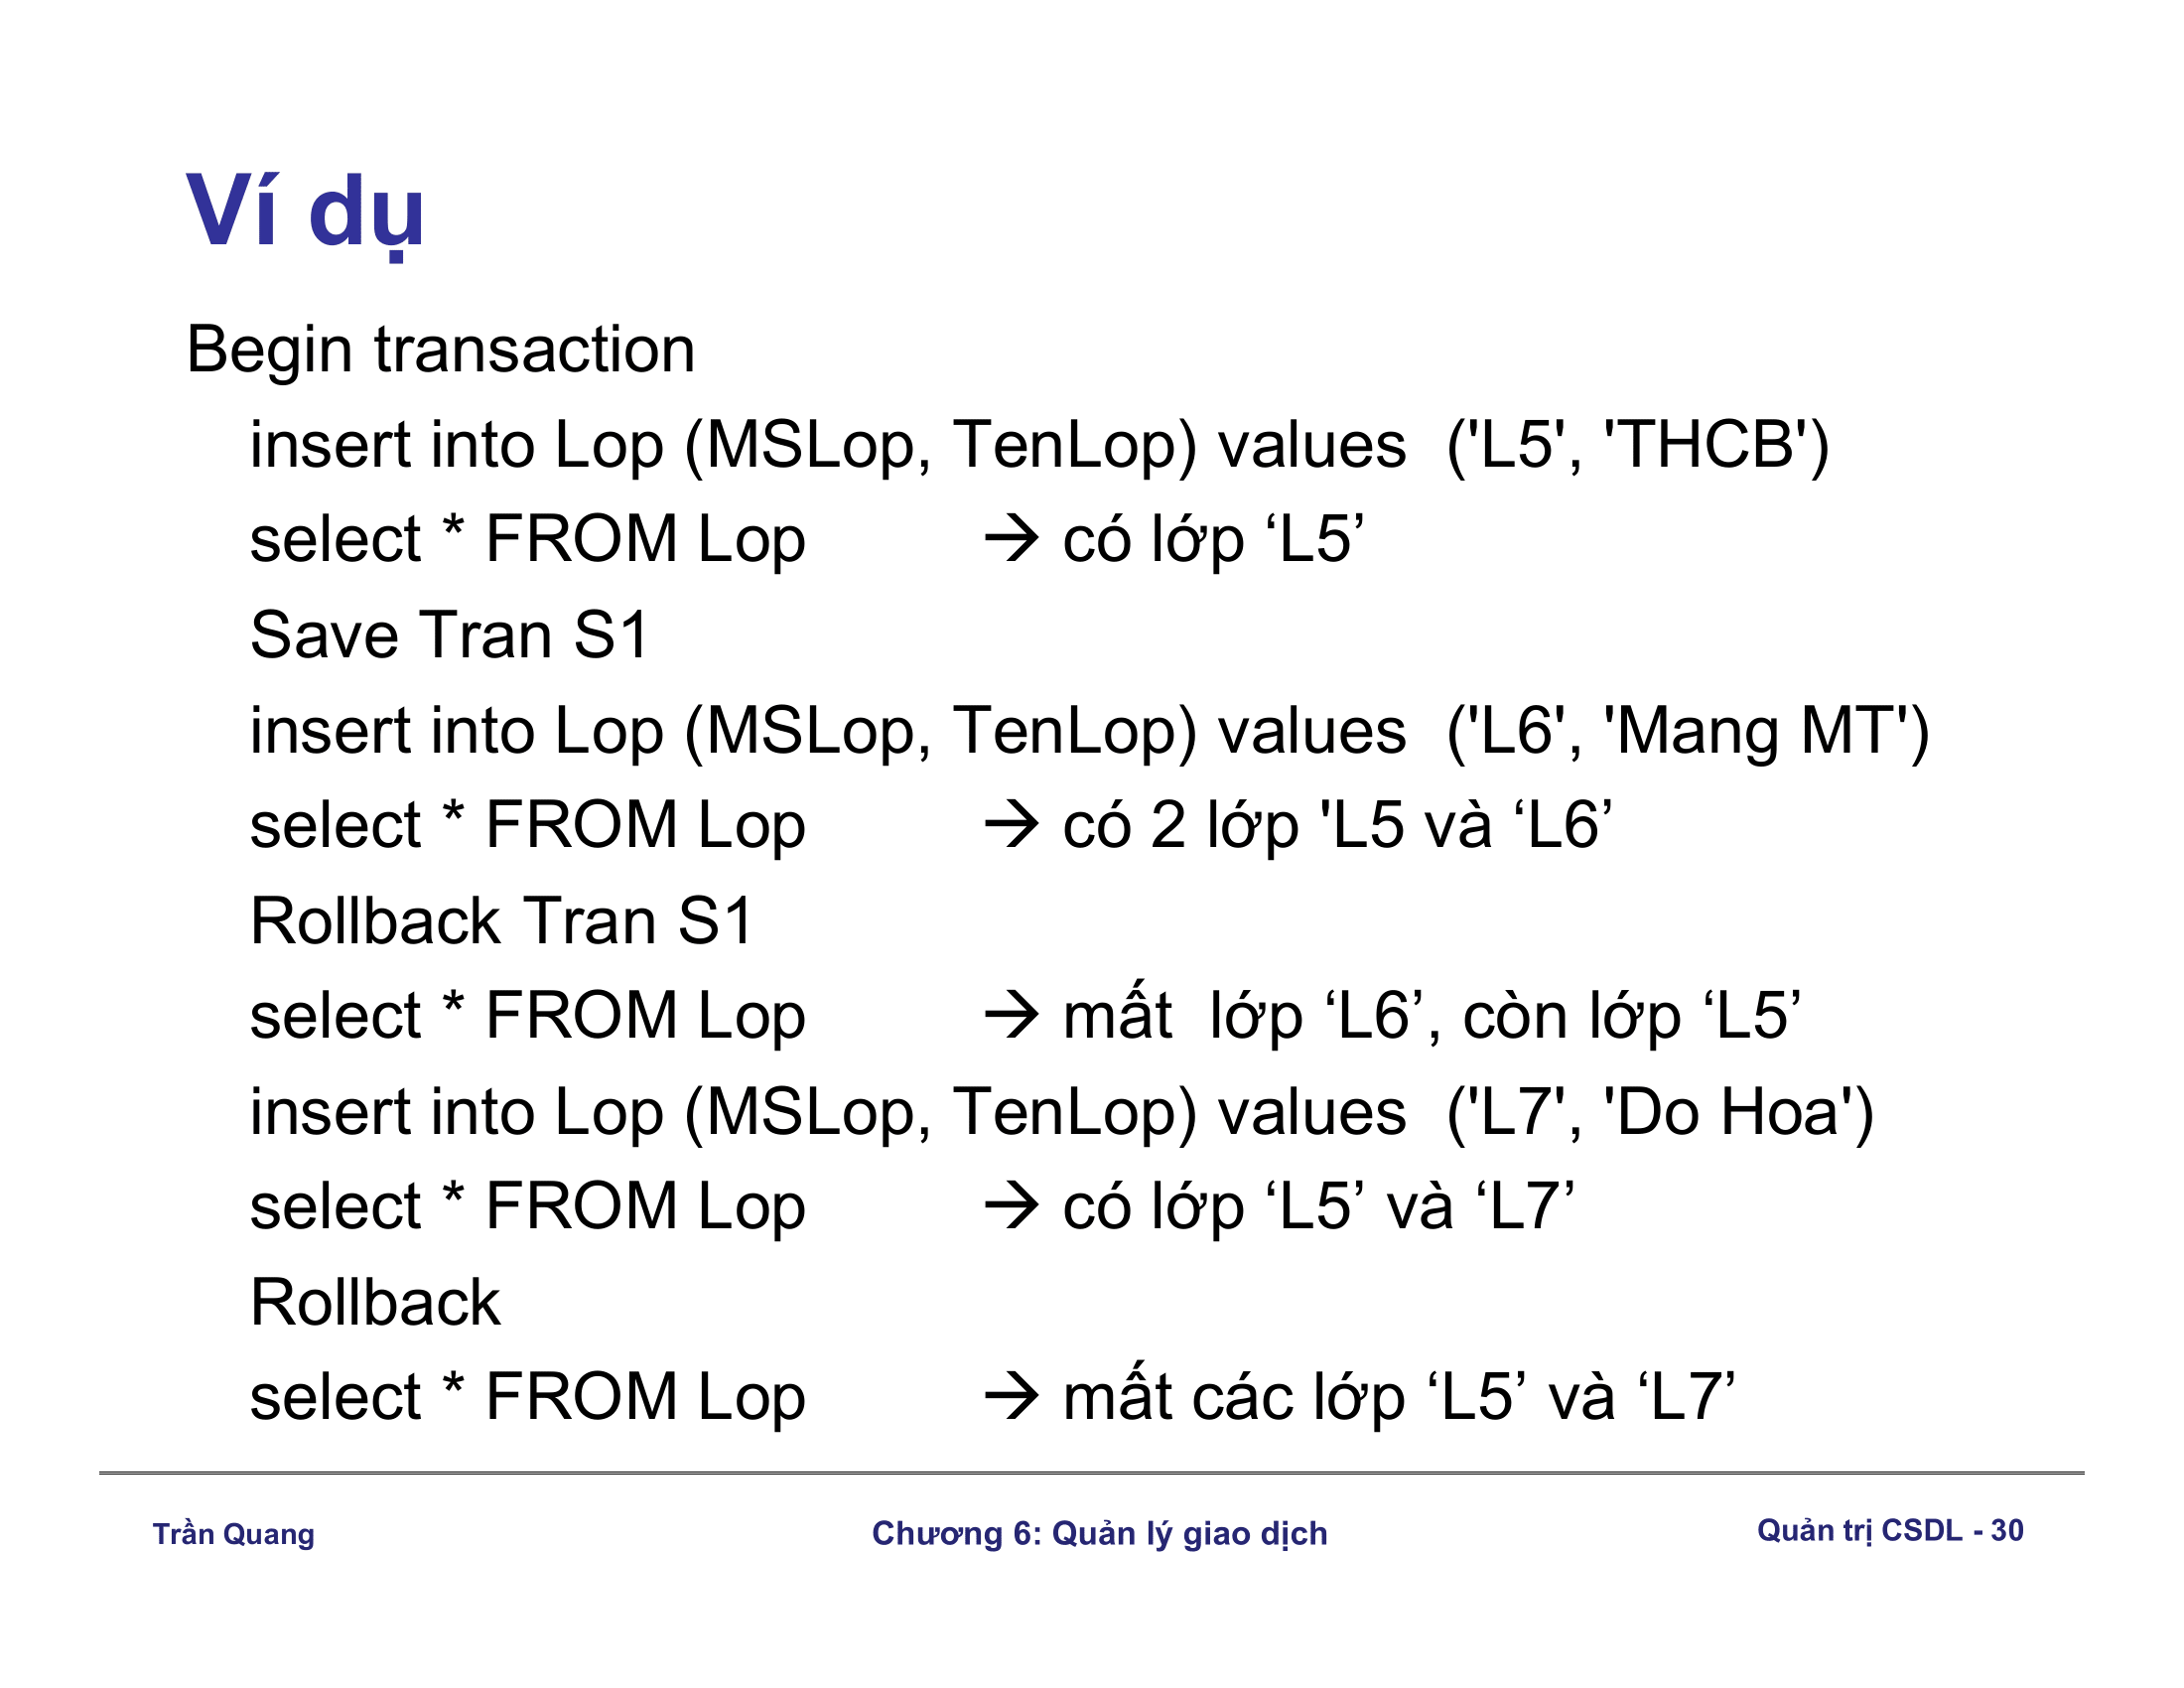 Ví dụ
Begin transaction
insert into Lop (MSLop, TenLop) values  ('L5', 'THCB')
select * FROM Lop → có lớp ‘L5’
Save Tran S1
insert into Lop (MSLop, TenLop) values  ('L6', 'Mang MT')
select * FROM Lop → có 2 lớp 'L5 và ‘L6’
Rollback Tran S1
select * FROM Lop → mất  lớp ‘L6’, còn lớp ‘L5’
insert into Lop (MSLop, TenLop) values  ('L7', 'Do Hoa')
select * FROM Lop → có lớp ‘L5’ và ‘L7’
Rollback
select * FROM Lop → mất các lớp ‘L5’ và ‘L7’
Trần Quang
Chương 6: Quản lý giao dịch
Quản trị CSDL - 30